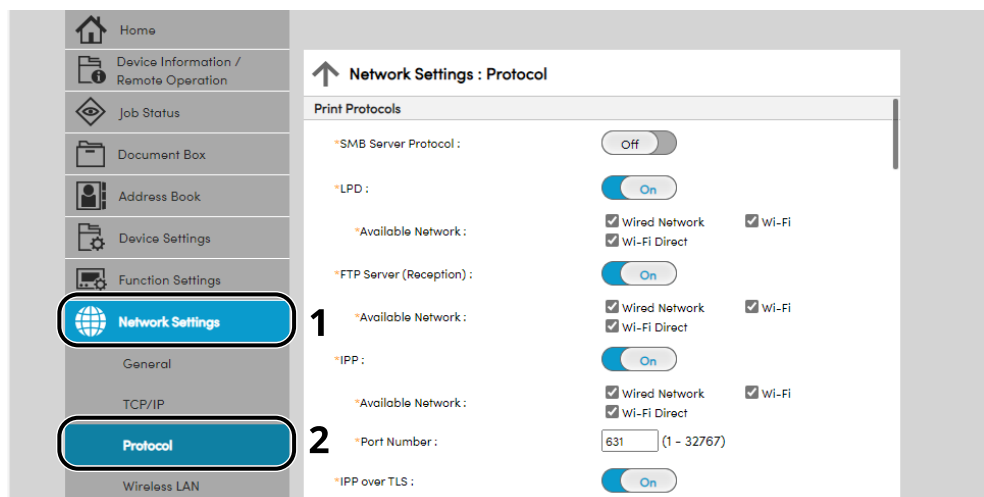 Home
Device Information /
Remote Operation
Job Status
Document Box
Address Book
Device Settings
Function Settings
Network Settings
1
General
TCP/IP
Protocol
2
Wireless LAN
Network Settings : Protocol
Print Protocols
*SMB Server Protocol : Off
*LPD : On
*Available Network : Wired Network Wi-Fi
Wi-Fi Direct
*FTP Server (Reception) : On
*Available Network : Wired Network Wi-Fi
Wi-Fi Direct
*IPP : On
*Available Network : Wired Network Wi-Fi
Wi-Fi Direct
*Port Number : 631 (1 - 32767)
*IPP over TLS : On